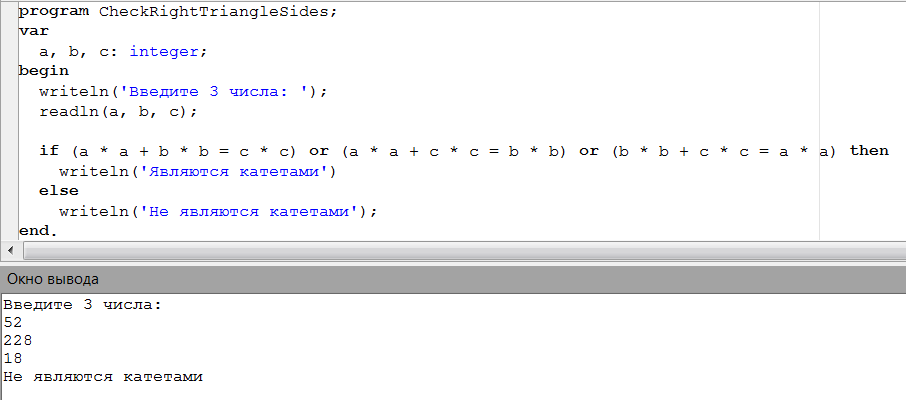 program CheckRightTriangleSides;
var
  a, b, c: integer;
begin
  writeln('Введите 3 числа: ');
  readln(a, b, c);

  if (a * a + b * b = c * c) or (a * a + c * c = b * b) or (b * b + c * c = a * a) then
    writeln('Являются катетами')
  else
    writeln('Не являются катетами');
end.
Окно вывода
Введите 3 числа:
52
228
18
Не являются катетами